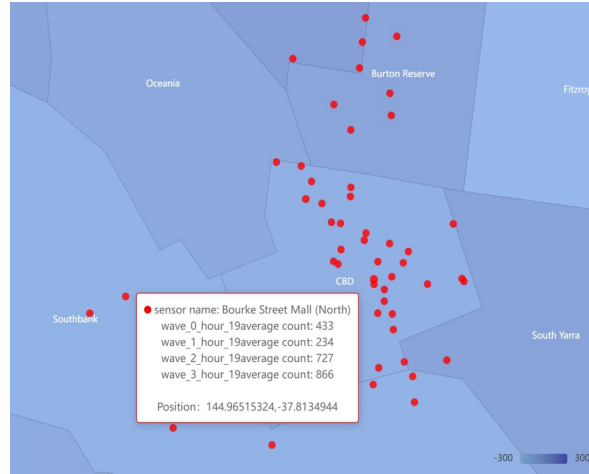 Burton Reserve
Oceania
Fitzroy
CBD
sensor name: Bourke Street Mall (North)
wave_0_hour_19average count: 433
wave_1_hour_19average count: 234
wave_2_hour_19average count: 727
wave_3_hour_19average count: 866
Position: 144.96515324,-37.8134944
Southbank
South Yarra
-300
300